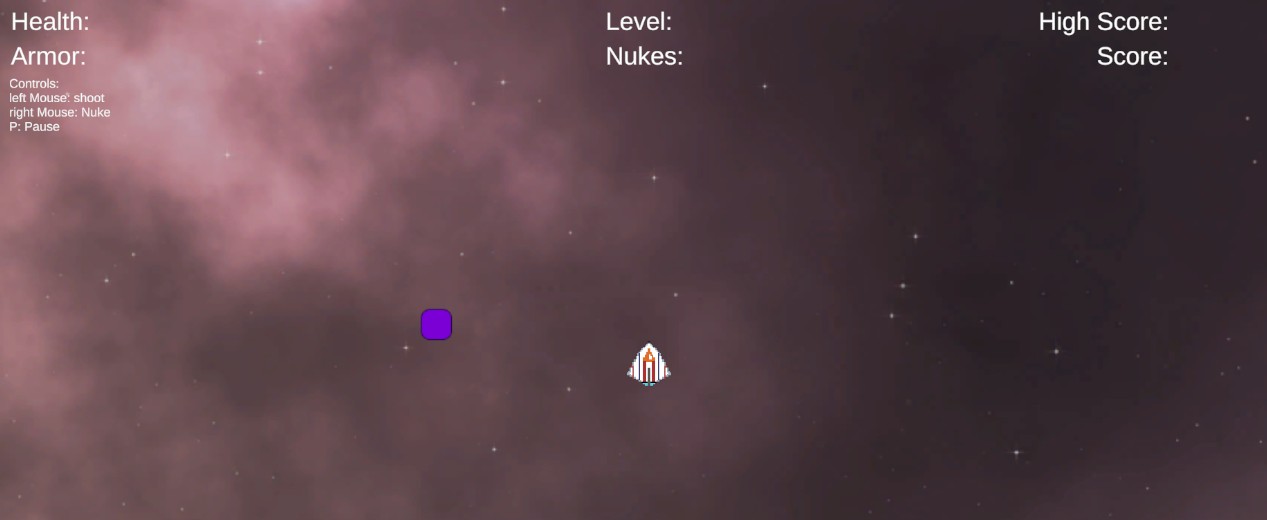 Health:
Level:
High Score:
Armor:
Nukes:
Score:
Controls:
left Mouse: shoot
right Mouse: Nuke
P: Pause